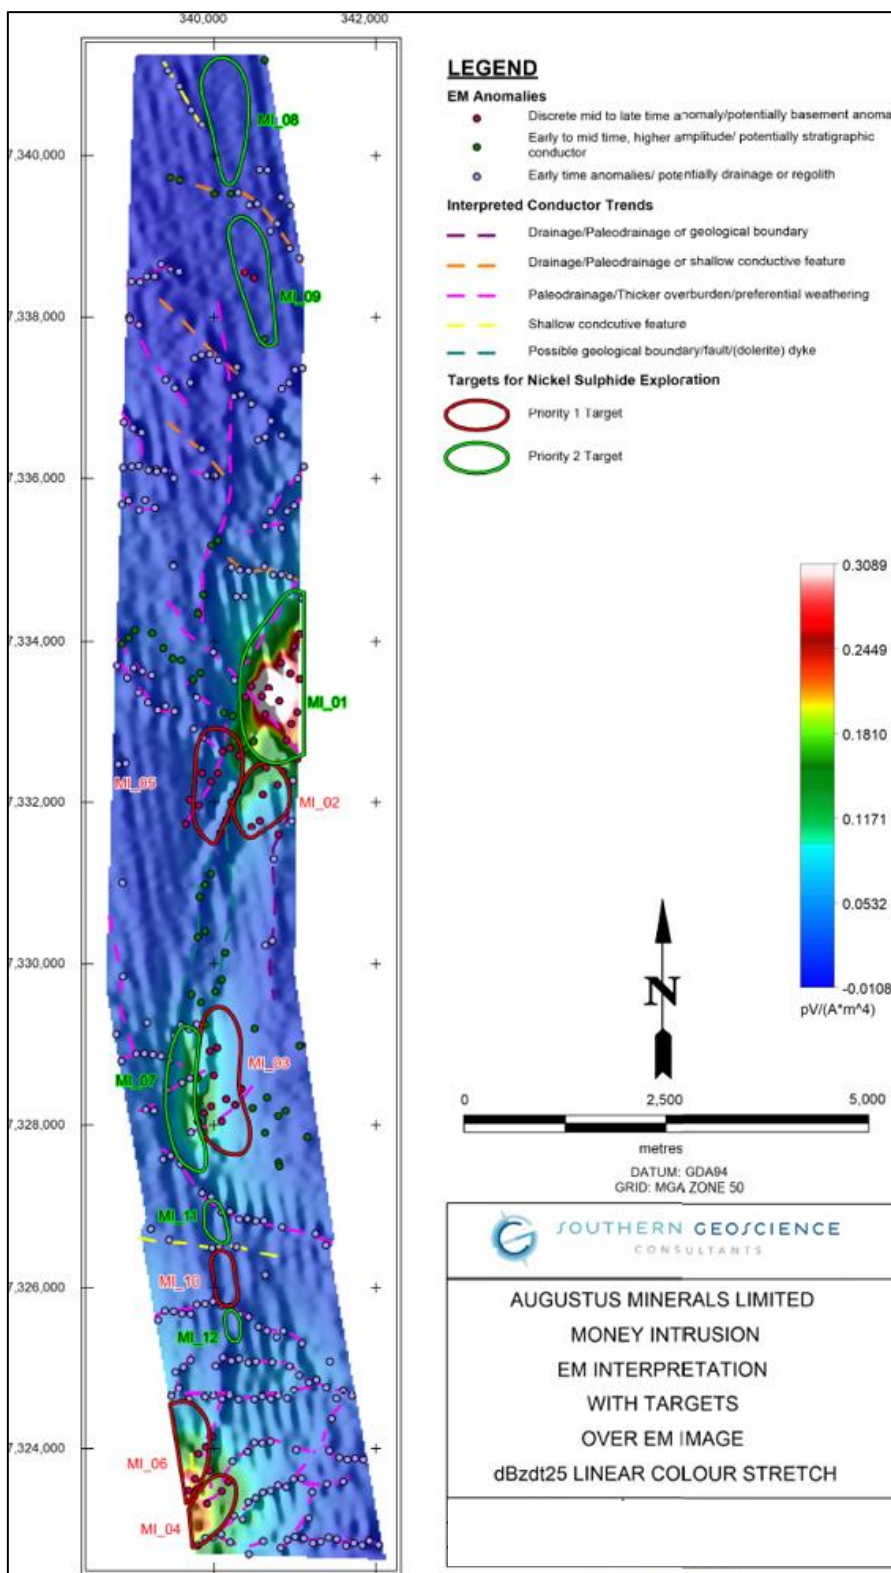 340,000
342,000
7,340,000
7,338,000
7,336,000
7,334,000
7,332,000
7,330,000
7,328,000
7,326,000
7,324,000
MI_08
MI_09
MI_01
MI_05
MI_02
MI_03
MI_07
MI_11
MI_10
MI_12
MI_06
MI_04
LEGEND
EM Anomalies
Discrete mid to late time anomaly/potentially basement anoma
Early to mid time, higher amplitude/ potentially stratigraphic
conductor
Early time anomalies/ potentially drainage or regolith
Interpreted Conductor Trends
Drainage/Paleodrainage or geological boundary
Drainage/Paleodrainage or shallow conductive feature
Paleodrainage/Thicker overburden/preferential weathering
Shallow condcutive feature
Possible geological boundary/fault/(dolerite) dyke
Targets for Nickel Sulphide Exploration
Priority 1 Target
Priority 2 Target
0.3089
0.2449
0.1810
0.1171
0.0532
-0.0108
pV/(A*m^4)
N
0 2,500 5,000
metres
DATUM: GDA94
GRID: MGA ZONE 50
SOUTHERN GEOSCIENCE
CONSULTANTS
AUGUSTUS MINERALS LIMITED
MONEY INTRUSION
EM INTERPRETATION
WITH TARGETS
OVER EM IMAGE
dBzdt25 LINEAR COLOUR STRETCH